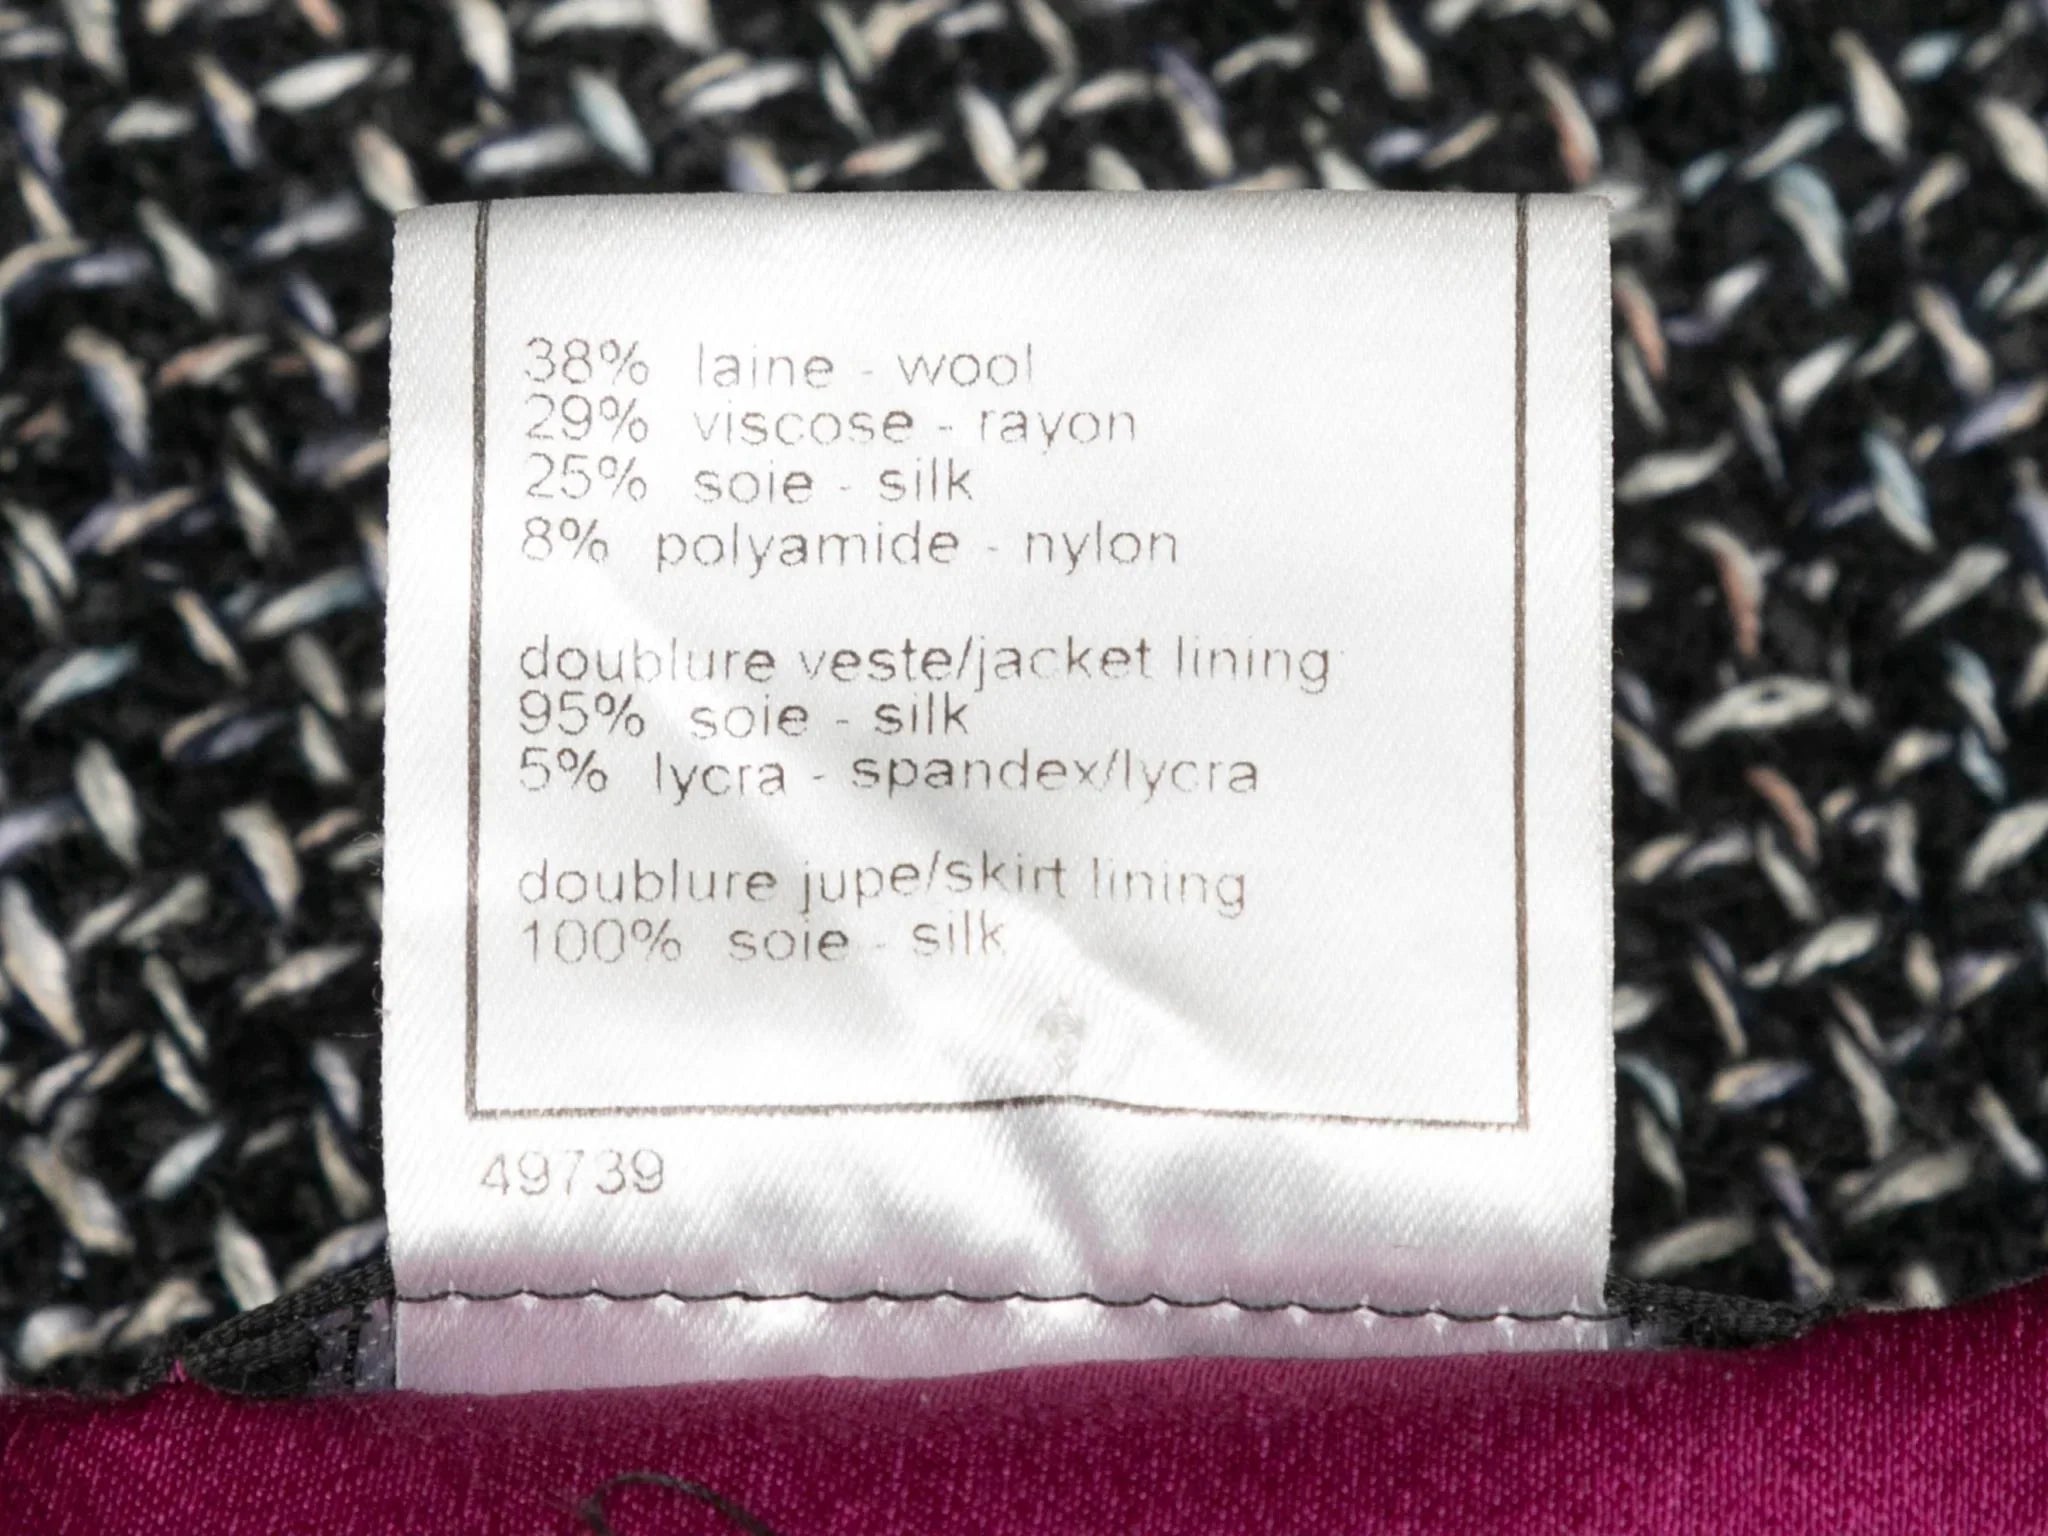 38% laine - wool
29% viscose - rayon
25% soie - silk
8% polyamide - nylon
doublure veste/jacket lining
95% soie - silk
5% lycra - spandex/lycra
doublure jupe/skirt lining
100% soie - silk
49739